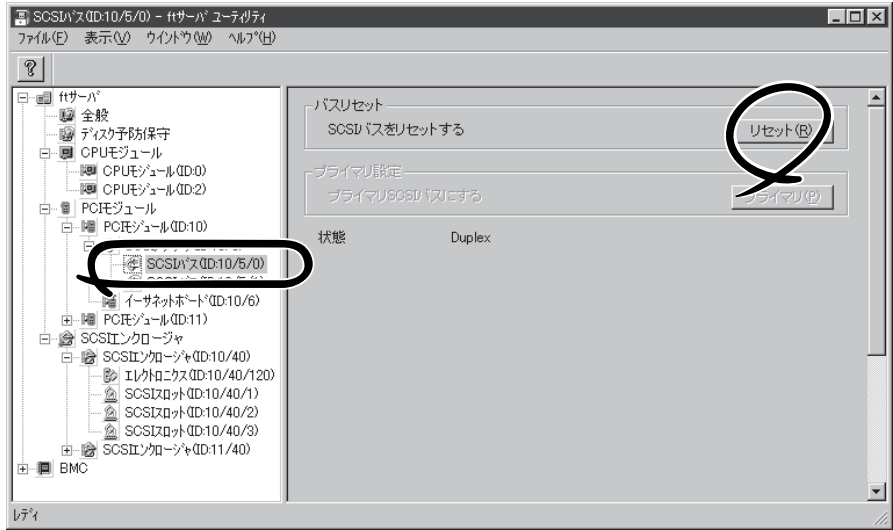 SCSIバス(ID:10/5/0) - ftサーバ ユーティリティ
ファイル(F) 表示(V) ウインドウ(W) ヘルプ(H)
ftサーバ
全般
ディスク予防保守
CPUモジュール
CPUモジュール(ID:0)
CPUモジュール(ID:2)
PCIモジュール
PCIモジュール(ID:10)
SCSIバス(ID:10/5/0)
イーサネットボード(ID:10/6)
PCIモジュール(ID:11)
SCSIエンクロージャ
SCSIエンクロージャ(ID:10/40)
エレクトロニクス(ID:10/40/120)
SCSIスロット(ID:10/40/1)
SCSIスロット(ID:10/40/2)
SCSIスロット(ID:10/40/3)
SCSIエンクロージャ(ID:11/40)
BMC
バスリセット
SCSIバスをリセットする
リセット(R)
プライマリ設定
プライマリSCSIバスにする
プライマリ(P)
状態 Duplex
レディ